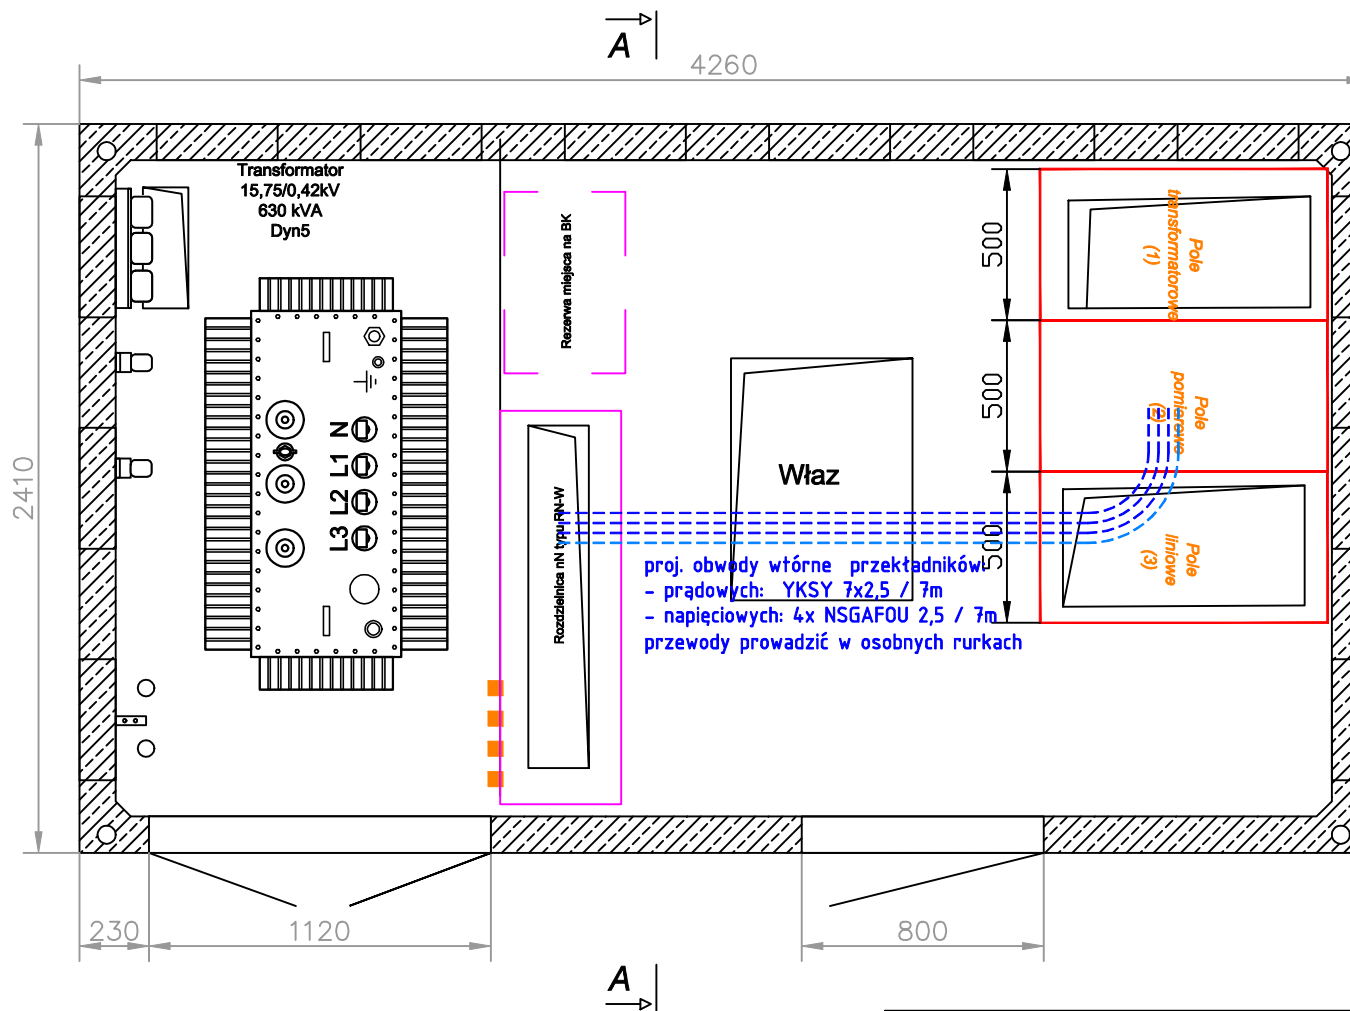 A
4260
Transformator
15,75/0,42kV
630 kVA
Dyn5
Rezerwa miejsca na BK
500
Pole
transformatorowe
(1)
500
Pole
pomiarowe
(2)
2410
N
L1
L2
L3
Właz
Rozdzielnica nN typu RN-W
500
Pole
liniowe
(3)
proj. obwody wtórne przekładników:
- prądowych: YKSY 7x2,5 / 7m
- napięciowych: 4x NSGAFOU 2,5 / 7m
przewody prowadzić w osobnych rurkach
230
1120
800
A